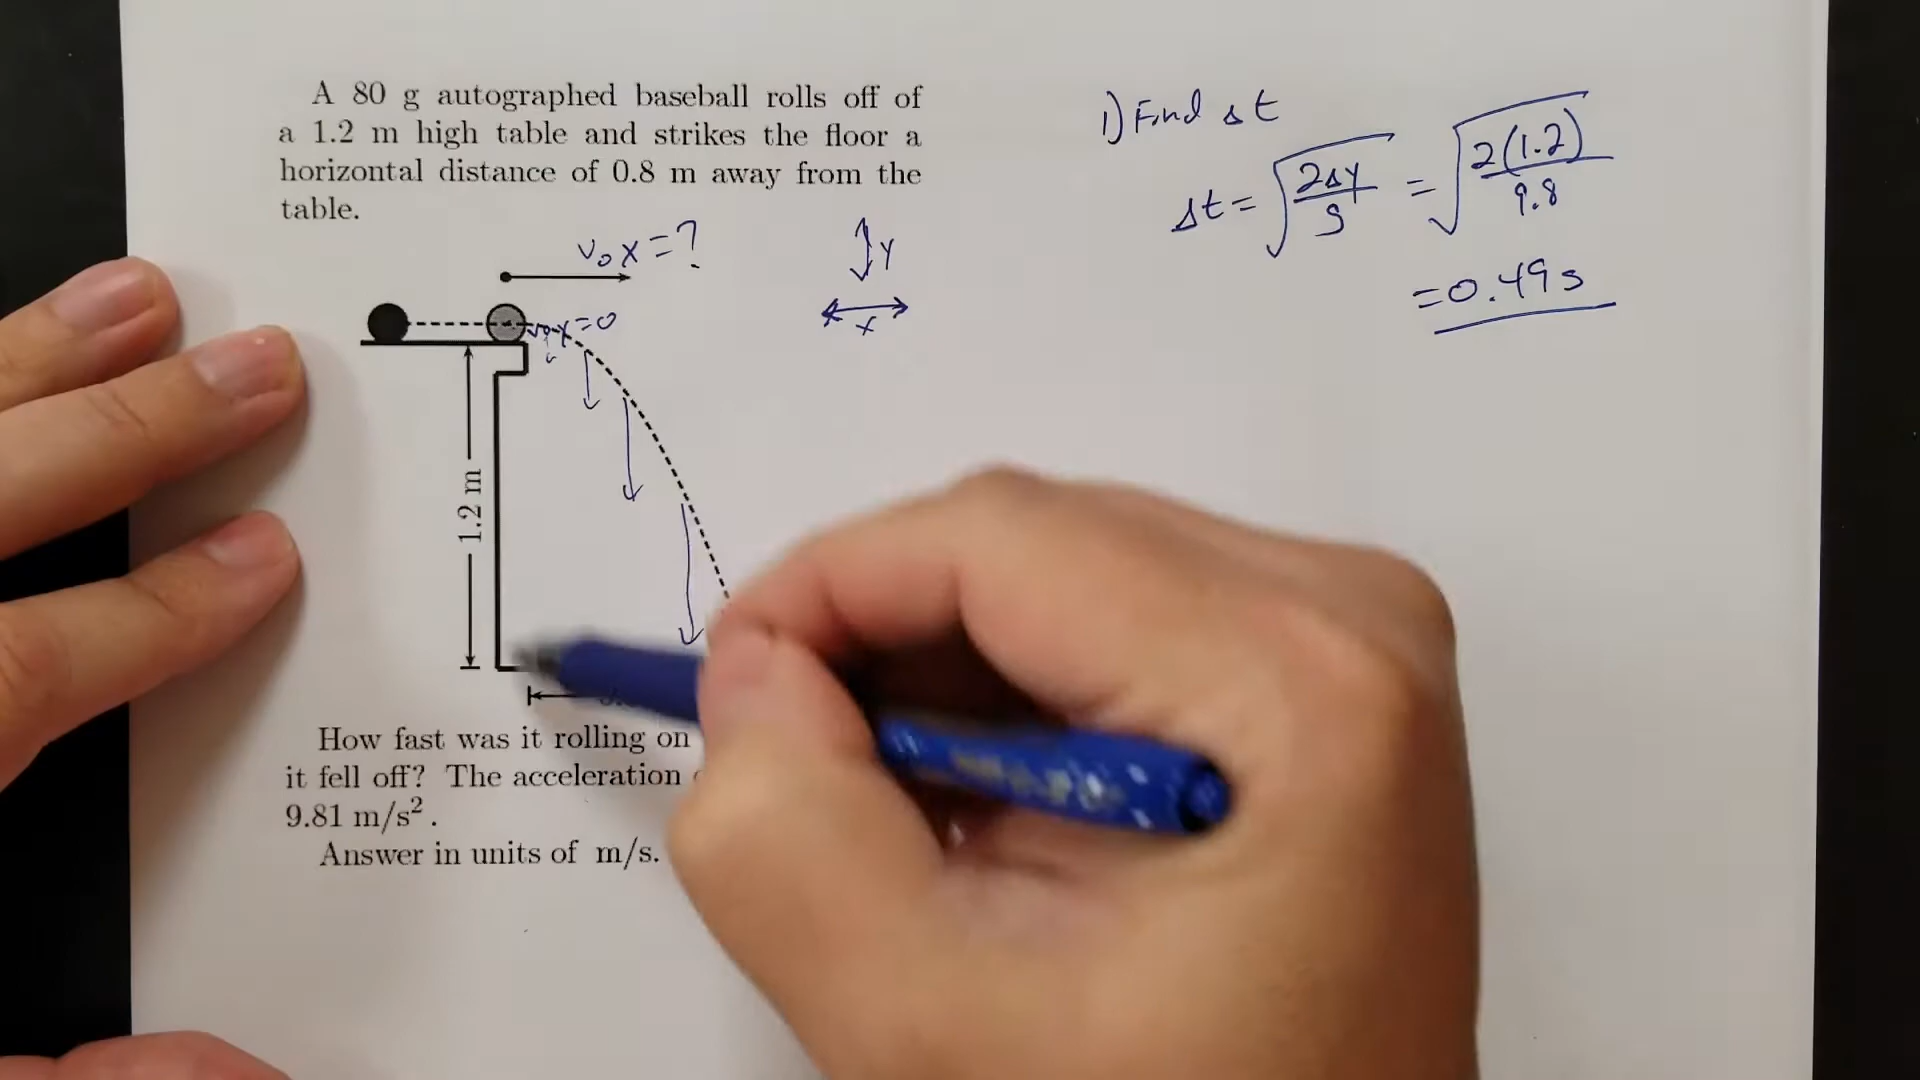 A 80 g autographed baseball rolls off of
a 1.2 m high table and strikes the floor a
horizontal distance of 0.8 m away from the
table.
v₀x=?
y
x
=0
1.2 m
How fast was it rolling on
it fell off? The acceleration
9.81 m/s² .
Answer in units of m/s.
1) Find Δt
Δt = √(2Δy/g) = √(2(1.2)/9.8)
=0.49s